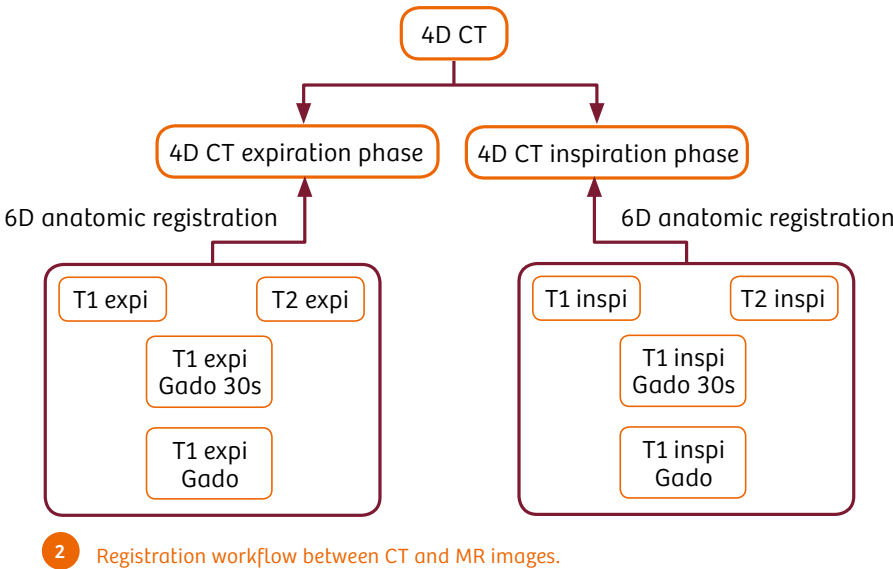 4D CT
4D CT expiration phase
4D CT inspiration phase
6D anatomic registration
6D anatomic registration
T1 expi
T2 expi
T1 expi
Gado 30s
T1 expi
Gado
T1 inspi
T2 inspi
T1 inspi
Gado 30s
T1 inspi
Gado
2 Registration workflow between CT and MR images.